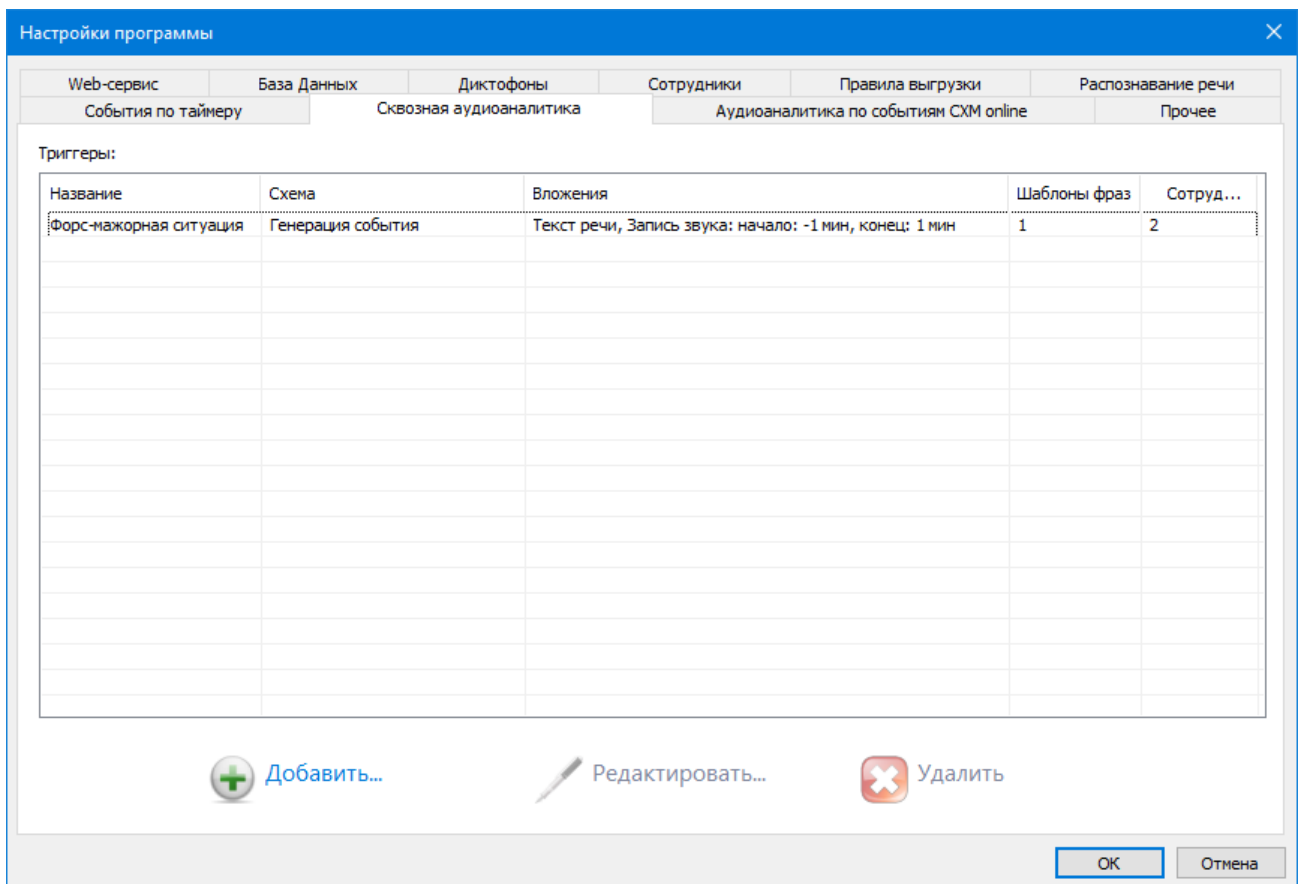 Настройки программы
Web-сервис База Данных Диктофоны Сотрудники Правила выгрузки Распознавание речи
События по таймеру Сквозная аудиоаналитика Аудиоаналитика по событиям CXM online Прочее
Триггеры:
Название Схема Вложения Шаблоны фраз Сотруд...
Форс-мажорная ситуация Генерация события Текст речи, Запись звука: начало: -1 мин, конец: 1 мин 1 2
Добавить... Редактировать... Удалить
OK Отмена